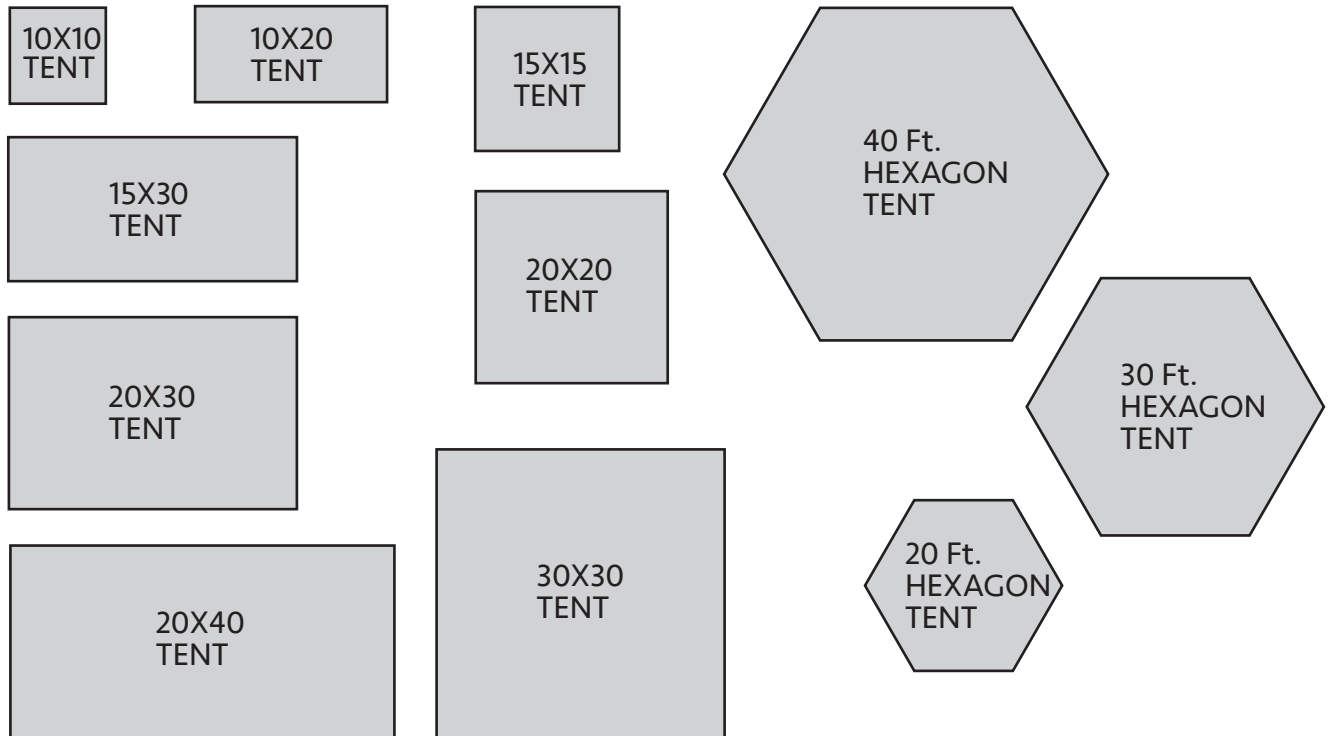 10X10
TENT
10X20
TENT
15X15
TENT
40 Ft.
HEXAGON
TENT
15X30
TENT
20X20
TENT
30 Ft.
HEXAGON
TENT
20X30
TENT
20 Ft.
HEXAGON
TENT
30X30
TENT
20X40
TENT